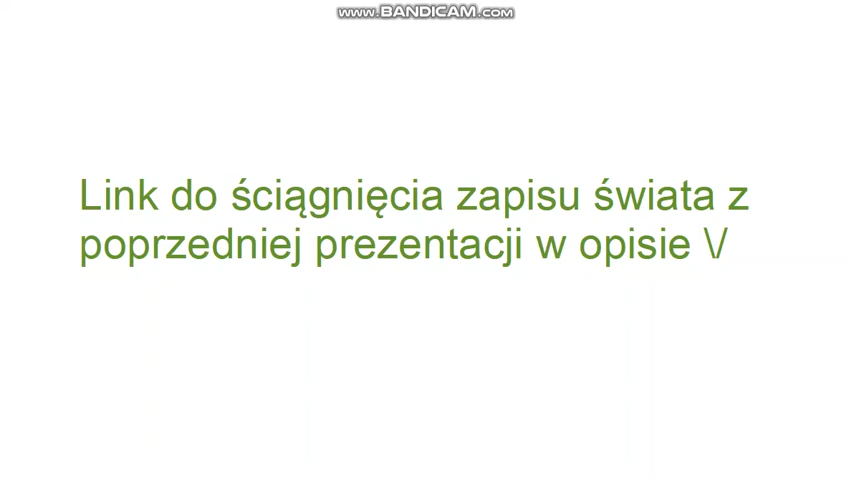 www.BANDICAM.com
Link do ściągnięcia zapisu świata z
poprzedniej prezentacji w opisie \/